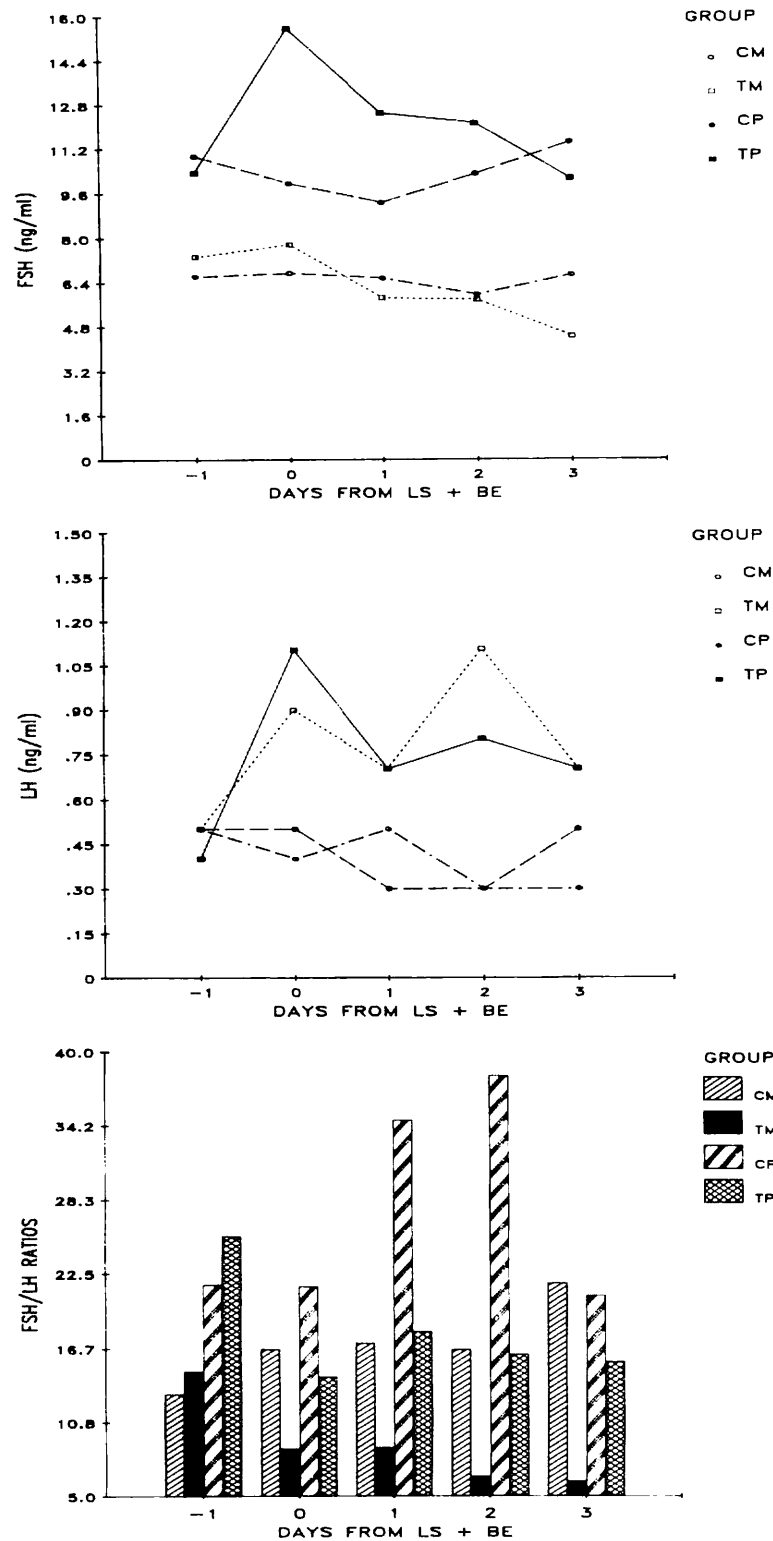 GROUP
CM
TM
CP
TP
16.0
14.4
12.8
11.2
9.6
8.0
6.4
4.8
3.2
1.6
0
FSH (ng/ml)
-1 0 1 2 3
DAYS FROM LS + BE
GROUP
CM
TM
CP
TP
1.50
1.35
1.20
1.05
.90
.75
.60
.45
.30
.15
0
LH (ng/ml)
-1 0 1 2 3
DAYS FROM LS + BE
GROUP
CM
TM
CP
TP
40.0
34.2
28.3
22.5
16.7
10.8
5.0
FSH/LH RATIOS
-1 0 1 2 3
DAYS FROM LS + BE